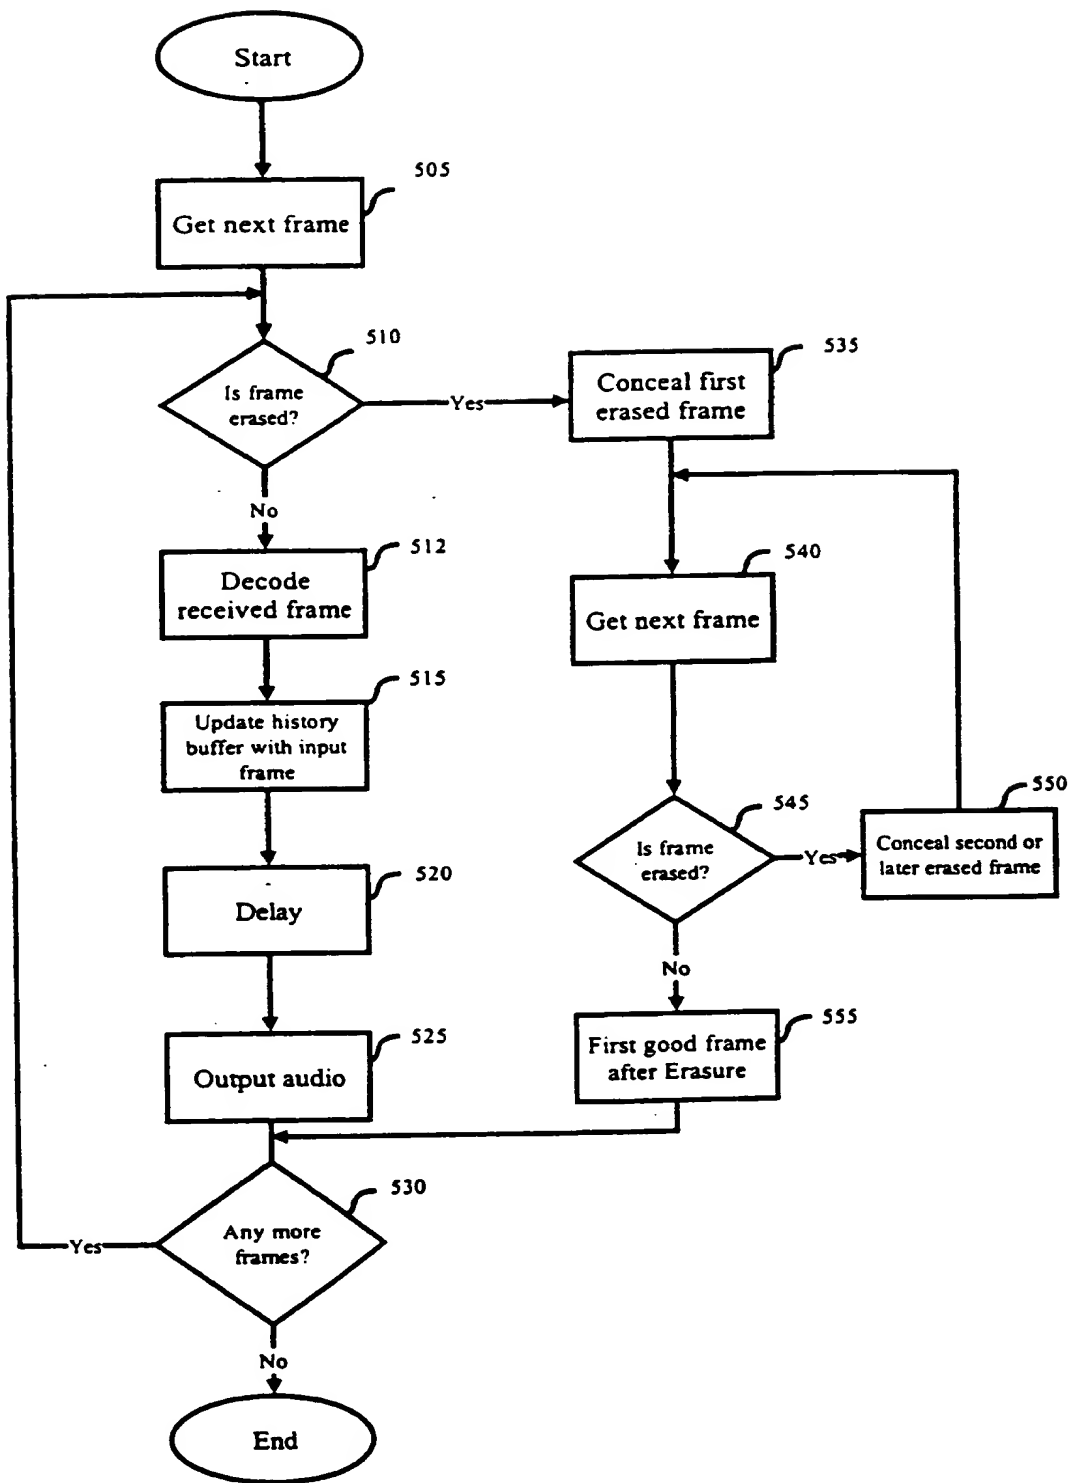 Start
505
Get next frame
510
Is frame
erased?
Yes
535
Conceal first
erased frame
No
512
Decode
received frame
540
Get next frame
515
Update history
buffer with input
frame
545
Is frame
erased?
Yes
550
Conceal second or
later erased frame
520
Delay
No
555
First good frame
after Erasure
525
Output audio
530
Any more
frames?
Yes
No
End